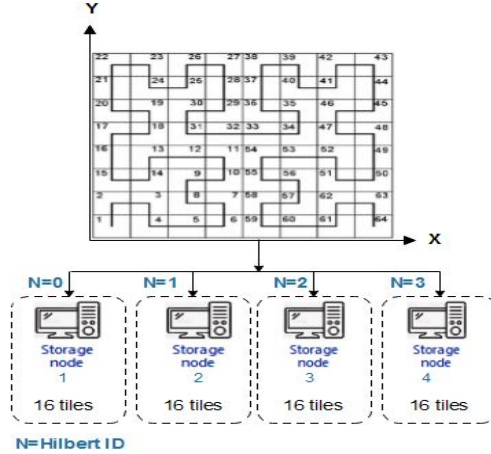 Y
22 23 26 27 38 39 42 43
21 24 25 28 37 40 41 44
20 19 30 29 36 35 46 45
17 18 31 32 33 34 47 48
16 13 12 11 54 53 52 49
15 14 9 10 55 56 51 50
2 3 8 7 58 57 62 63
1 4 5 6 59 60 61 64
X
N=0 N=1 N=2 N=3
Storage Storage Storage Storage
node node node node
1 2 3 4
16 tiles 16 tiles 16 tiles 16 tiles
N=Hilbert ID